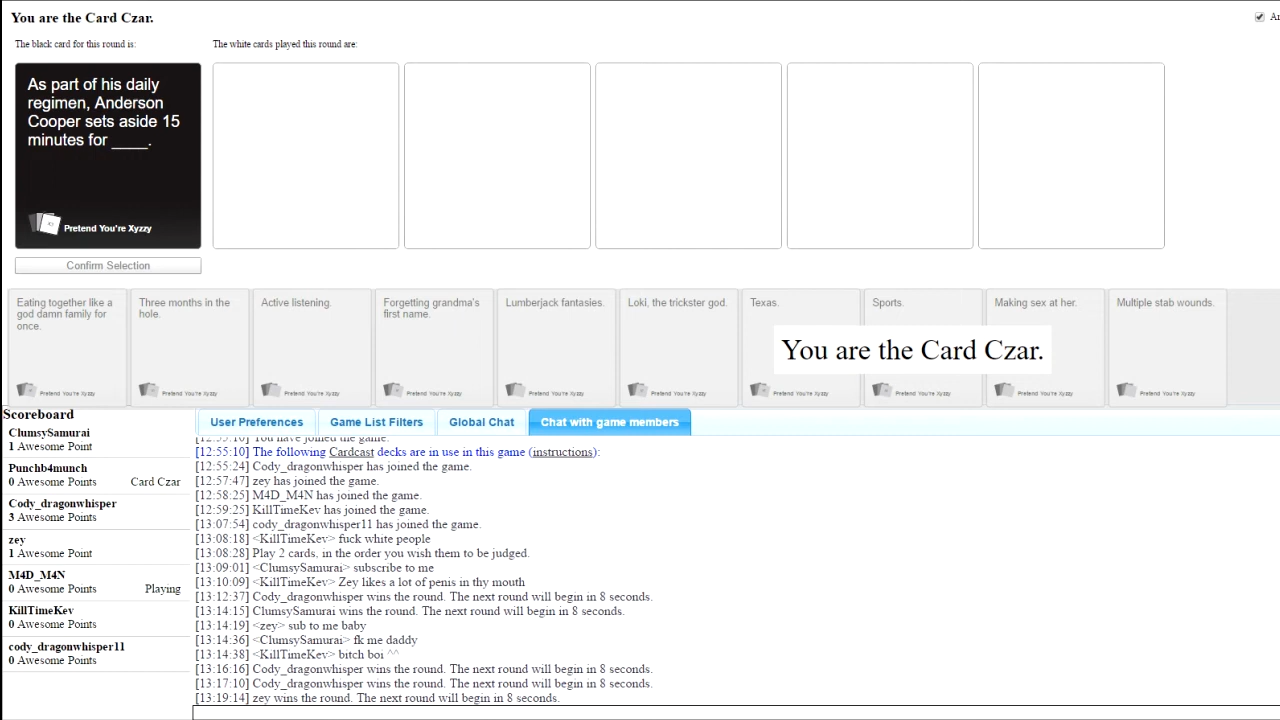 You are the Card Czar.
The black card for this round is:
The white cards played this round are:
As part of his daily
regimen, Anderson
Cooper sets aside 15
minutes for ____.
Pretend You're Xyzzy
Confirm Selection
Eating together like a
god damn family for
once.
Pretend You're Xyzzy
Three months in the
hole.
Pretend You're Xyzzy
Active listening.
Pretend You're Xyzzy
Forgetting grandma's
first name.
Pretend You're Xyzzy
Lumberjack fantasies.
Pretend You're Xyzzy
Loki, the trickster god.
Pretend You're Xyzzy
Texas.
Pretend You're Xyzzy
Sports.
Pretend You're Xyzzy
Making sex at her.
Pretend You're Xyzzy
Multiple stab wounds.
Pretend You're Xyzzy
You are the Card Czar.
Scoreboard
ClumsySamurai
1 Awesome Point
Punchb4munch
0 Awesome Points Card Czar
Cody_dragonwhisper
3 Awesome Points
zey
1 Awesome Point
M4D_M4N
0 Awesome Points Playing
KillTimeKev
0 Awesome Points
cody_dragonwhisper11
0 Awesome Points
User Preferences Game List Filters Global Chat Chat with game members
[12:55:10] You have joined the game.
[12:55:10] The following Cardcast decks are in use in this game (instructions):
[12:55:24] Cody_dragonwhisper has joined the game.
[12:57:47] zey has joined the game.
[12:58:25] M4D_M4N has joined the game.
[12:59:25] KillTimeKev has joined the game.
[13:07:54] cody_dragonwhisper11 has joined the game.
[13:08:18] <KillTimeKev> fuck white people
[13:08:28] Play 2 cards, in the order you wish them to be judged.
[13:09:01] <ClumsySamurai> subscribe to me
[13:10:09] <KillTimeKev> Zey likes a lot of penis in thy mouth
[13:12:37] Cody_dragonwhisper wins the round. The next round will begin in 8 seconds.
[13:14:15] ClumsySamurai wins the round. The next round will begin in 8 seconds.
[13:14:19] <zey> sub to me baby
[13:14:36] <ClumsySamurai> fk me daddy
[13:14:38] <KillTimeKev> bitch boi ^^
[13:16:16] Cody_dragonwhisper wins the round. The next round will begin in 8 seconds.
[13:17:10] Cody_dragonwhisper wins the round. The next round will begin in 8 seconds.
[13:19:14] zey wins the round. The next round will begin in 8 seconds.